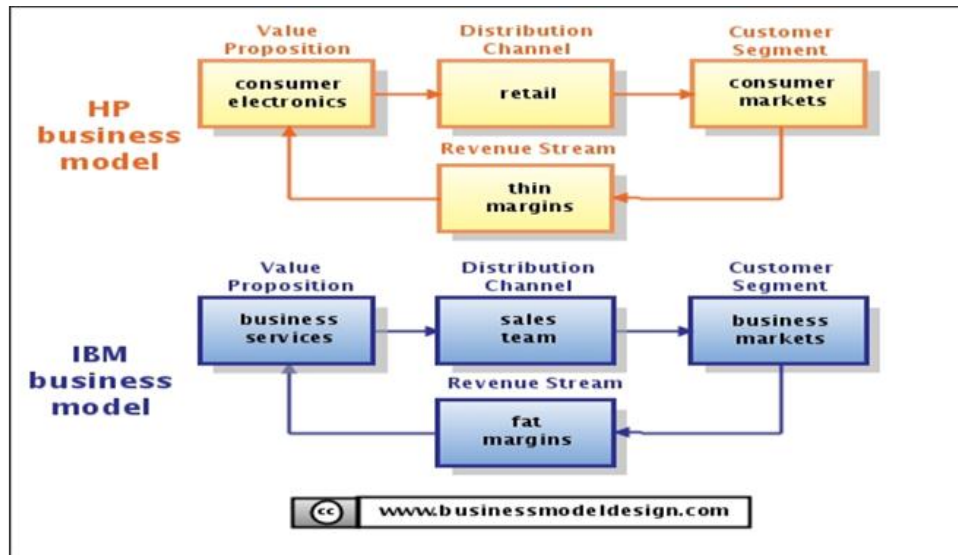 Value
Proposition
Distribution
Channel
Customer
Segment
HP
business
model
consumer
electronics
retail
consumer
markets
Revenue Stream
thin
margins
Value
Proposition
Distribution
Channel
Customer
Segment
IBM
business
model
business
services
sales
team
business
markets
Revenue Stream
fat
margins
cc
www.businessmodeldesign.com